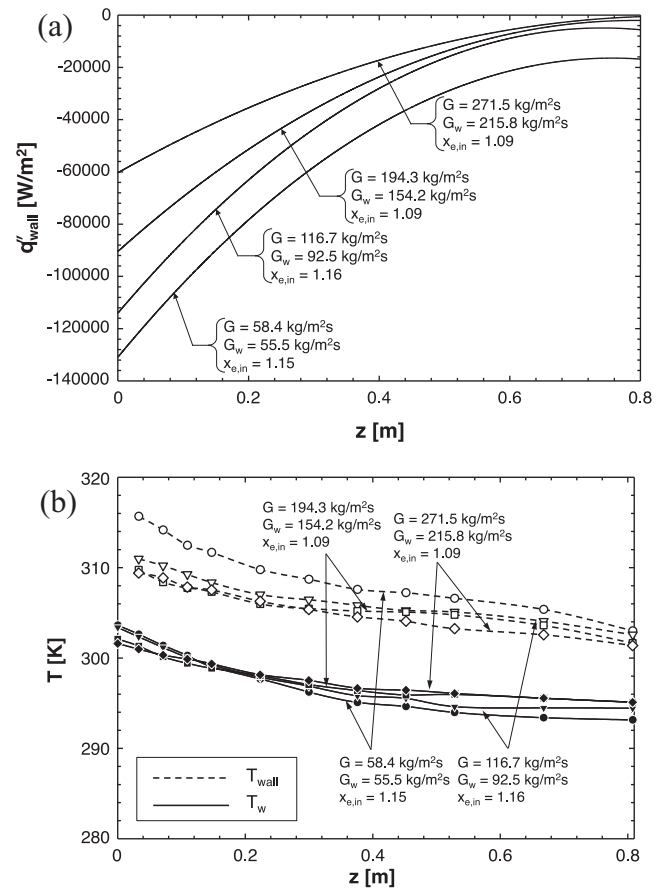 (a)
0
-20000
-40000
-60000
-80000
-100000
-120000
-140000
q″wall [W/m²]
G = 271.5 kg/m²s
Gw = 215.8 kg/m²s
xe,in = 1.09
G = 194.3 kg/m²s
Gw = 154.2 kg/m²s
xe,in = 1.09
G = 116.7 kg/m²s
Gw = 92.5 kg/m²s
xe,in = 1.16
G = 58.4 kg/m²s
Gw = 55.5 kg/m²s
xe,in = 1.15
0 0.2 0.4 0.6 0.8
z [m]
(b)
320
310
300
290
280
T [K]
G = 194.3 kg/m²s
Gw = 154.2 kg/m²s
xe,in = 1.09
G = 271.5 kg/m²s
Gw = 215.8 kg/m²s
xe,in = 1.09
G = 58.4 kg/m²s
Gw = 55.5 kg/m²s
xe,in = 1.15
G = 116.7 kg/m²s
Gw = 92.5 kg/m²s
xe,in = 1.16
Twall
Tw
0 0.2 0.4 0.6 0.8
z [m]